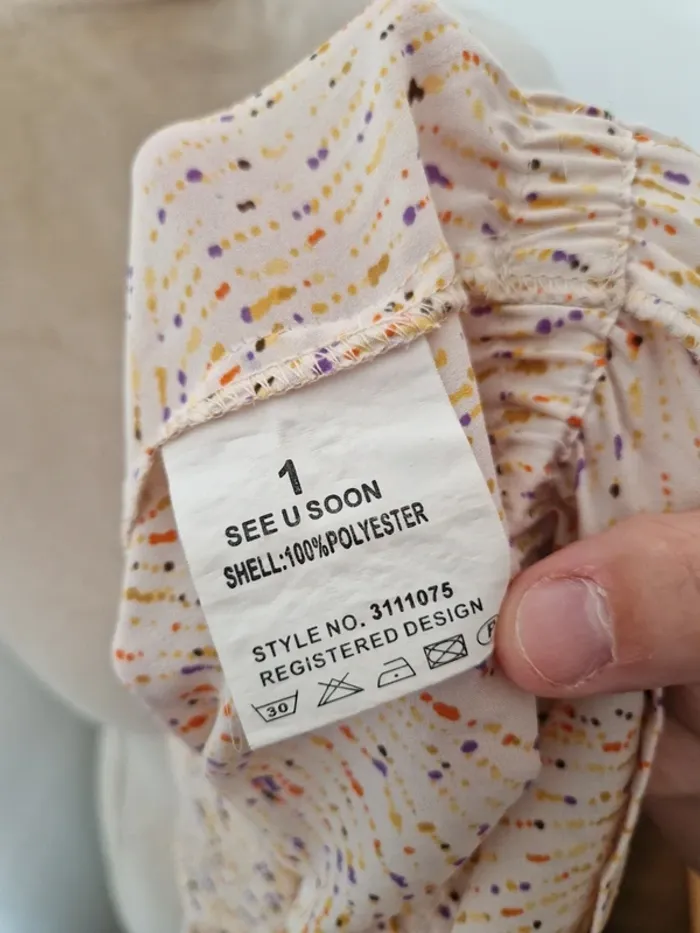 1
SEE U SOON
SHELL:100%POLYESTER
STYLE NO. 3111075
REGISTERED DESIGN
30